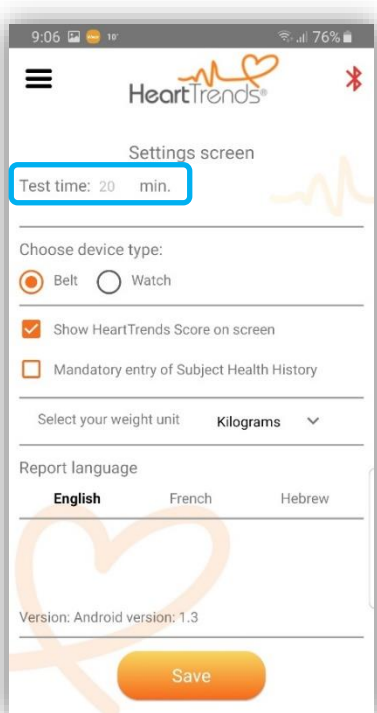 9:06 10° 76%
HeartTrends®
Settings screen
Test time: 20 min.
Choose device type:
Belt Watch
Show HeartTrends Score on screen
Mandatory entry of Subject Health History
Select your weight unit Kilograms
Report language
English French Hebrew
Version: Android version: 1.3
Save